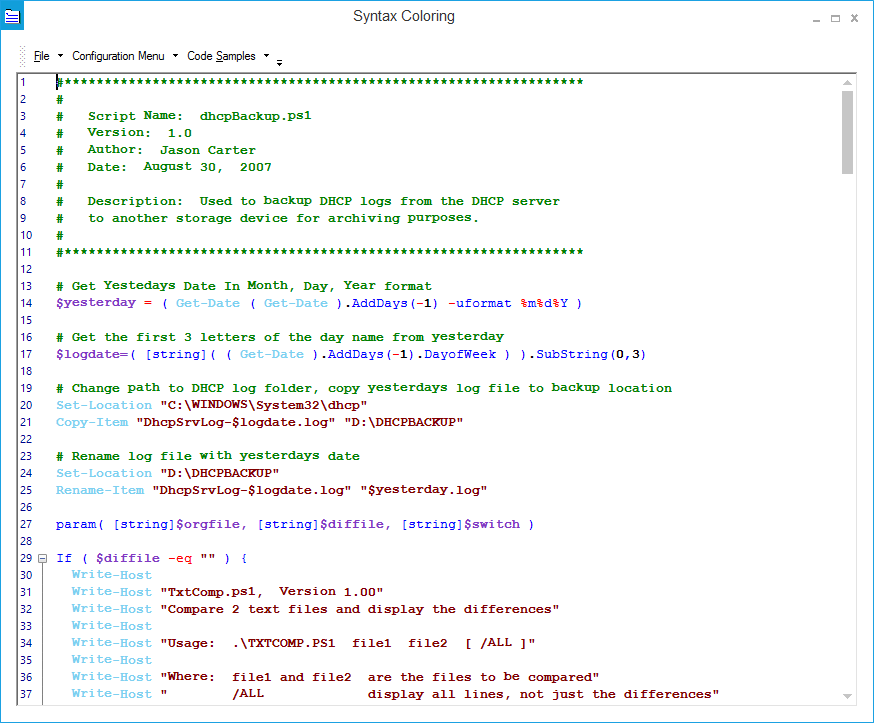 Syntax Coloring
File Configuration Menu Code Samples
1 #*****************************************************************
2 #
3 #   Script Name:  dhcpBackup.ps1
4 #   Version:  1.0
5 #   Author:  Jason Carter
6 #   Date:  August 30,  2007
7 #
8 #   Description:  Used to backup DHCP logs from the DHCP server
9 #   to another storage device for archiving purposes.
10 #
11 #*****************************************************************
12
13 # Get Yestedays Date In Month, Day, Year format
14 $yesterday = ( Get-Date ( Get-Date ).AddDays(-1) -uformat %m%d%Y )
15
16 # Get the first 3 letters of the day name from yesterday
17 $logdate=( [string]( ( Get-Date ).AddDays(-1).DayofWeek ) ).SubString(0,3)
18
19 # Change path to DHCP log folder, copy yesterdays log file to backup location
20 Set-Location "C:\WINDOWS\System32\dhcp"
21 Copy-Item "DhcpSrvLog-$logdate.log" "D:\DHCPBACKUP"
22
23 # Rename log file with yesterdays date
24 Set-Location "D:\DHCPBACKUP"
25 Rename-Item "DhcpSrvLog-$logdate.log" "$yesterday.log"
26
27 param( [string]$orgfile, [string]$diffile, [string]$switch )
28
29 If ( $diffile -eq "" ) {
30   Write-Host
31   Write-Host "TxtComp.ps1,  Version 1.00"
32   Write-Host "Compare 2 text files and display the differences"
33   Write-Host
34   Write-Host "Usage:  .\TXTCOMP.PS1  file1  file2  [ /ALL ]"
35   Write-Host
36   Write-Host "Where:  file1 and file2  are the files to be compared"
37   Write-Host "        /ALL             display all lines, not just the differences"